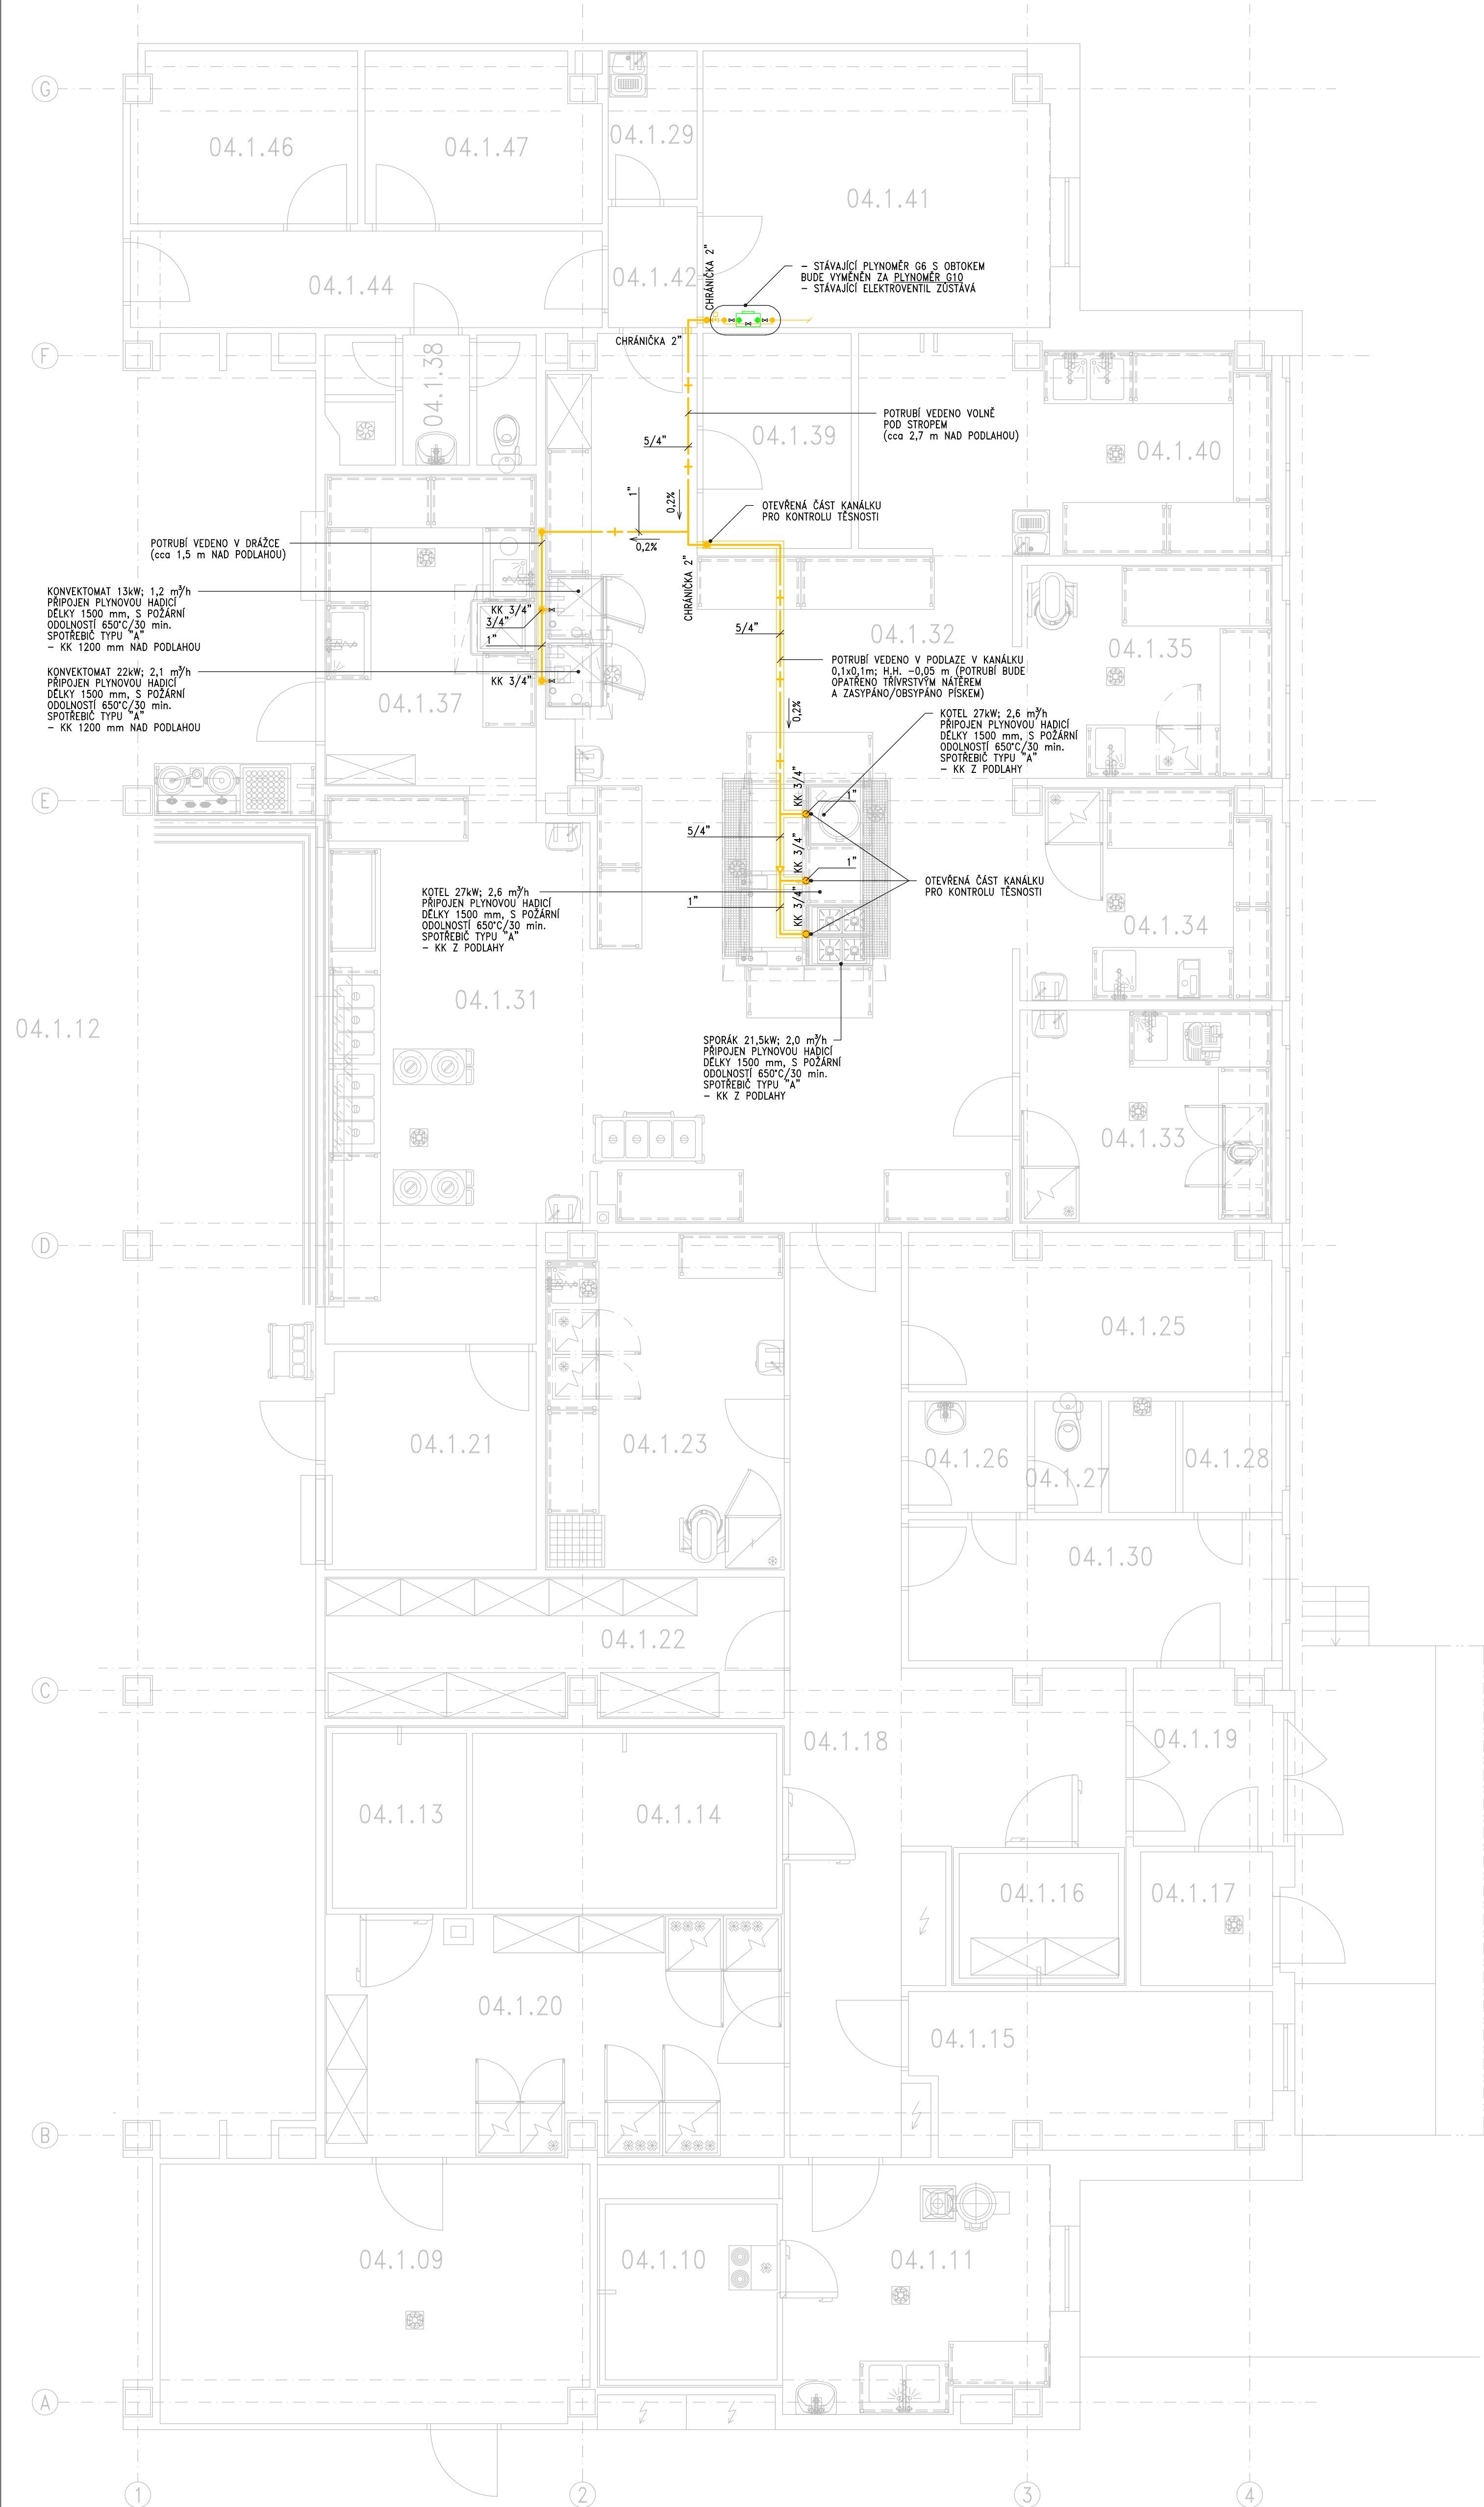 G
04.1.46
04.1.47
04.1.29
04.1.41
04.1.44
04.1.42
CHRÁNIČKA 2"
– STÁVAJÍCÍ PLYNOMĚR G6 S OBTOKEM
BUDE VYMĚNĚN ZA PLYNOMĚR G10
– STÁVAJÍCÍ ELEKTROVENTIL ZŮSTÁVÁ
CHRÁNIČKA 2"
F
04.1.38
04.1.39
POTRUBÍ VEDENO VOLNĚ
POD STROPEM
(cca 2,7 m NAD PODLAHOU)
5/4"
04.1.40
1"
0,2%
0,2%
OTEVŘENÁ ČÁST KANÁLKU
PRO KONTROLU TĚSNOSTI
POTRUBÍ VEDENO V DRÁŽCE
(cca 1,5 m NAD PODLAHOU)
CHRÁNIČKA 2"
KONVEKTOMAT 13kW; 1,2 m³/h
PŘIPOJEN PLYNOVOU HADICÍ
DÉLKY 1500 mm, S POŽÁRNÍ
ODOLNOSTÍ 650°C/30 min.
SPOTŘEBIČ TYPU "A"
– KK 1200 mm NAD PODLAHOU
KK 3/4"
3/4"
1"
KK 3/4"
5/4"
04.1.32
04.1.35
KONVEKTOMAT 22kW; 2,1 m³/h
PŘIPOJEN PLYNOVOU HADICÍ
DÉLKY 1500 mm, S POŽÁRNÍ
ODOLNOSTÍ 650°C/30 min.
SPOTŘEBIČ TYPU "A"
– KK 1200 mm NAD PODLAHOU
04.1.37
POTRUBÍ VEDENO V PODLAZE V KANÁLKU
0,1x0,1m; H.H. –0,05 m (POTRUBÍ BUDE
OPATŘENO TŘÍVRSTVÝM NÁTĚREM
A ZASYPÁNO/OBSYPÁNO PÍSKEM)
0,2%
KOTEL 27kW; 2,6 m³/h
PŘIPOJEN PLYNOVOU HADICÍ
DÉLKY 1500 mm, S POŽÁRNÍ
ODOLNOSTÍ 650°C/30 min.
SPOTŘEBIČ TYPU "A"
– KK Z PODLAHY
E
KK 3/4"
1"
5/4"
KK 3/4"
1"
KK 3/4"
1"
OTEVŘENÁ ČÁST KANÁLKU
PRO KONTROLU TĚSNOSTI
04.1.34
KOTEL 27kW; 2,6 m³/h
PŘIPOJEN PLYNOVOU HADICÍ
DÉLKY 1500 mm, S POŽÁRNÍ
ODOLNOSTÍ 650°C/30 min.
SPOTŘEBIČ TYPU "A"
– KK Z PODLAHY
04.1.31
04.1.12
SPORÁK 21,5kW; 2,0 m³/h
PŘIPOJEN PLYNOVOU HADICÍ
DÉLKY 1500 mm, S POŽÁRNÍ
ODOLNOSTÍ 650°C/30 min.
SPOTŘEBIČ TYPU "A"
– KK Z PODLAHY
04.1.33
D
04.1.25
04.1.21
04.1.23
04.1.26
04.1.27
04.1.28
04.1.30
04.1.22
C
04.1.18
04.1.19
04.1.13
04.1.14
04.1.16
04.1.17
04.1.20
04.1.15
B
04.1.09
04.1.10
04.1.11
A
1
2
3
4